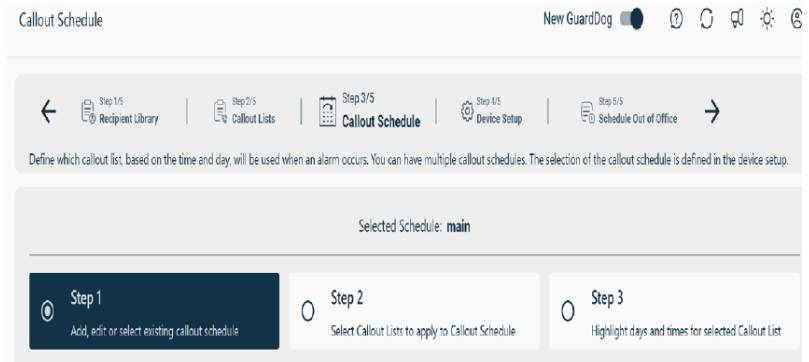 Callout Schedule
New GuardDog
Step 1/5
Recipient Library
Step 2/5
Callout Lists
Step 3/5
Callout Schedule
Step 4/5
Device Setup
Step 5/5
Schedule Out of Office
Define which callout list, based on the time and day, will be used when an alarm occurs. You can have multiple callout schedules. The selection of the callout schedule is defined in the device setup.
Selected Schedule: main
Step 1
Add, edit or select existing callout schedule
Step 2
Select Callout Lists to apply to Callout Schedule
Step 3
Highlight days and times for selected Callout List